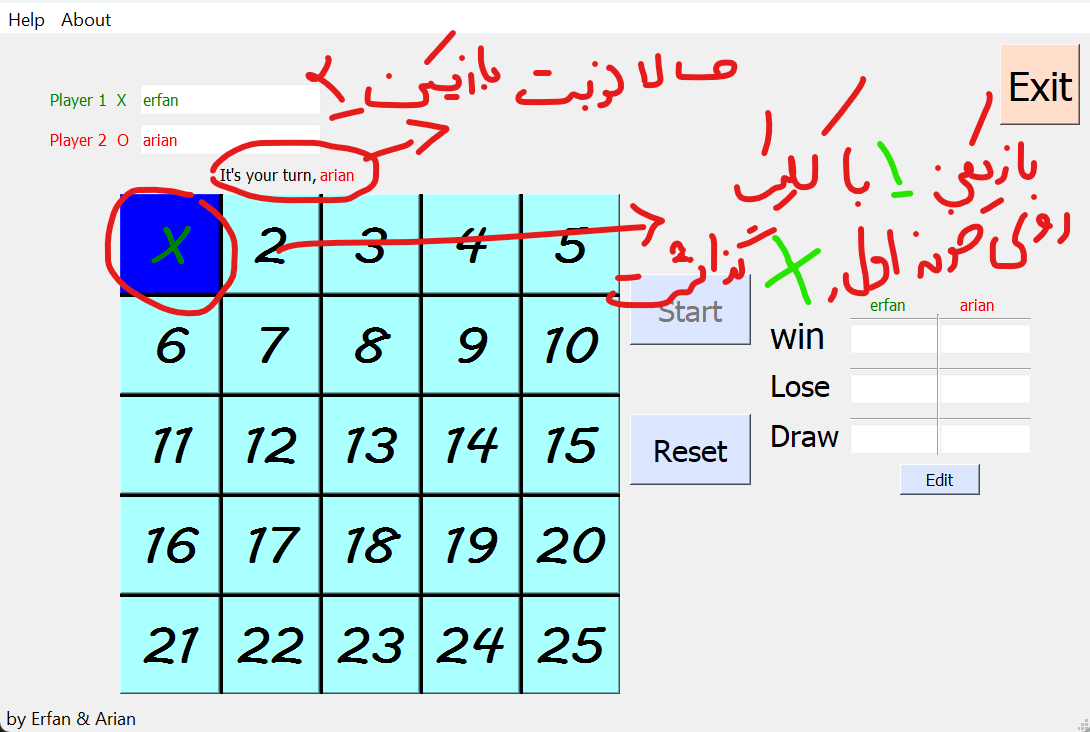 Help About
حالا نوبت بازیکن ۲
Exit
Player 1 X erfan
Player 2 O arian
It's your turn, arian
بازیکن 1 با کلیک
روی خونه اول, X
X 2 3 4 5
6 7 8 9 10
11 12 13 14 15
16 17 18 19 20
21 22 23 24 25
Start
Reset
erfan arian
win
Lose
Draw
Edit
by Erfan & Arian